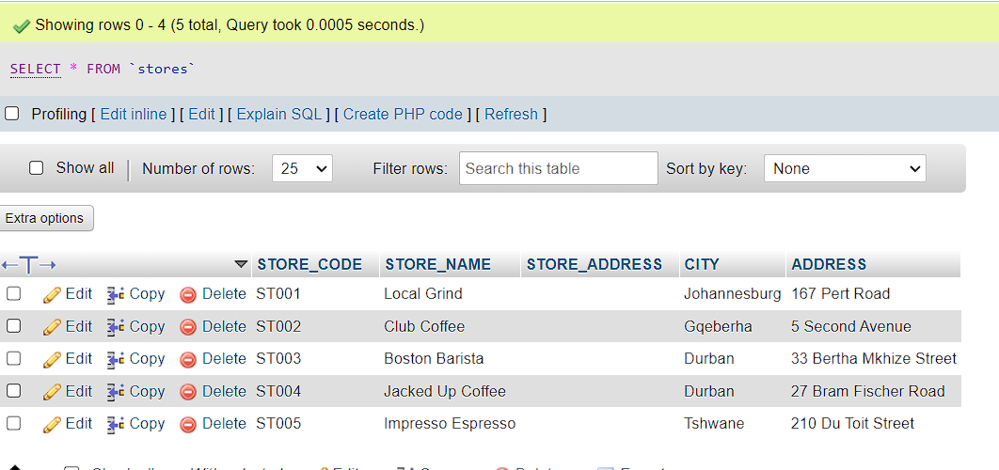 Showing rows 0 - 4 (5 total, Query took 0.0005 seconds.)
SELECT * FROM `stores`
Profiling [ Edit inline ] [ Edit ] [ Explain SQL ] [ Create PHP code ] [ Refresh ]
Show all Number of rows: 25 Filter rows: Search this table Sort by key: None
Extra options
←T→ STORE_CODE STORE_NAME STORE_ADDRESS CITY ADDRESS
Edit Copy Delete ST001 Local Grind Johannesburg 167 Pert Road
Edit Copy Delete ST002 Club Coffee Gqeberha 5 Second Avenue
Edit Copy Delete ST003 Boston Barista Durban 33 Bertha Mkhize Street
Edit Copy Delete ST004 Jacked Up Coffee Durban 27 Bram Fischer Road
Edit Copy Delete ST005 Impresso Espresso Tshwane 210 Du Toit Street